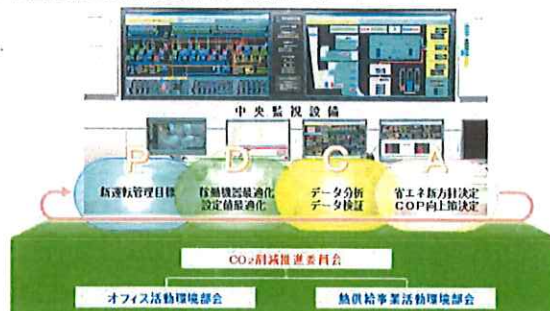 中央監視設備
P
D
C
A
新運転管理目標
稼動機器最適化
設定値最適化
データ分析
データ検証
省エネ新方針決定
COP向上策決定
CO₂削減推進委員会
オフィス活動環境部会
熱供給事業活動環境部会